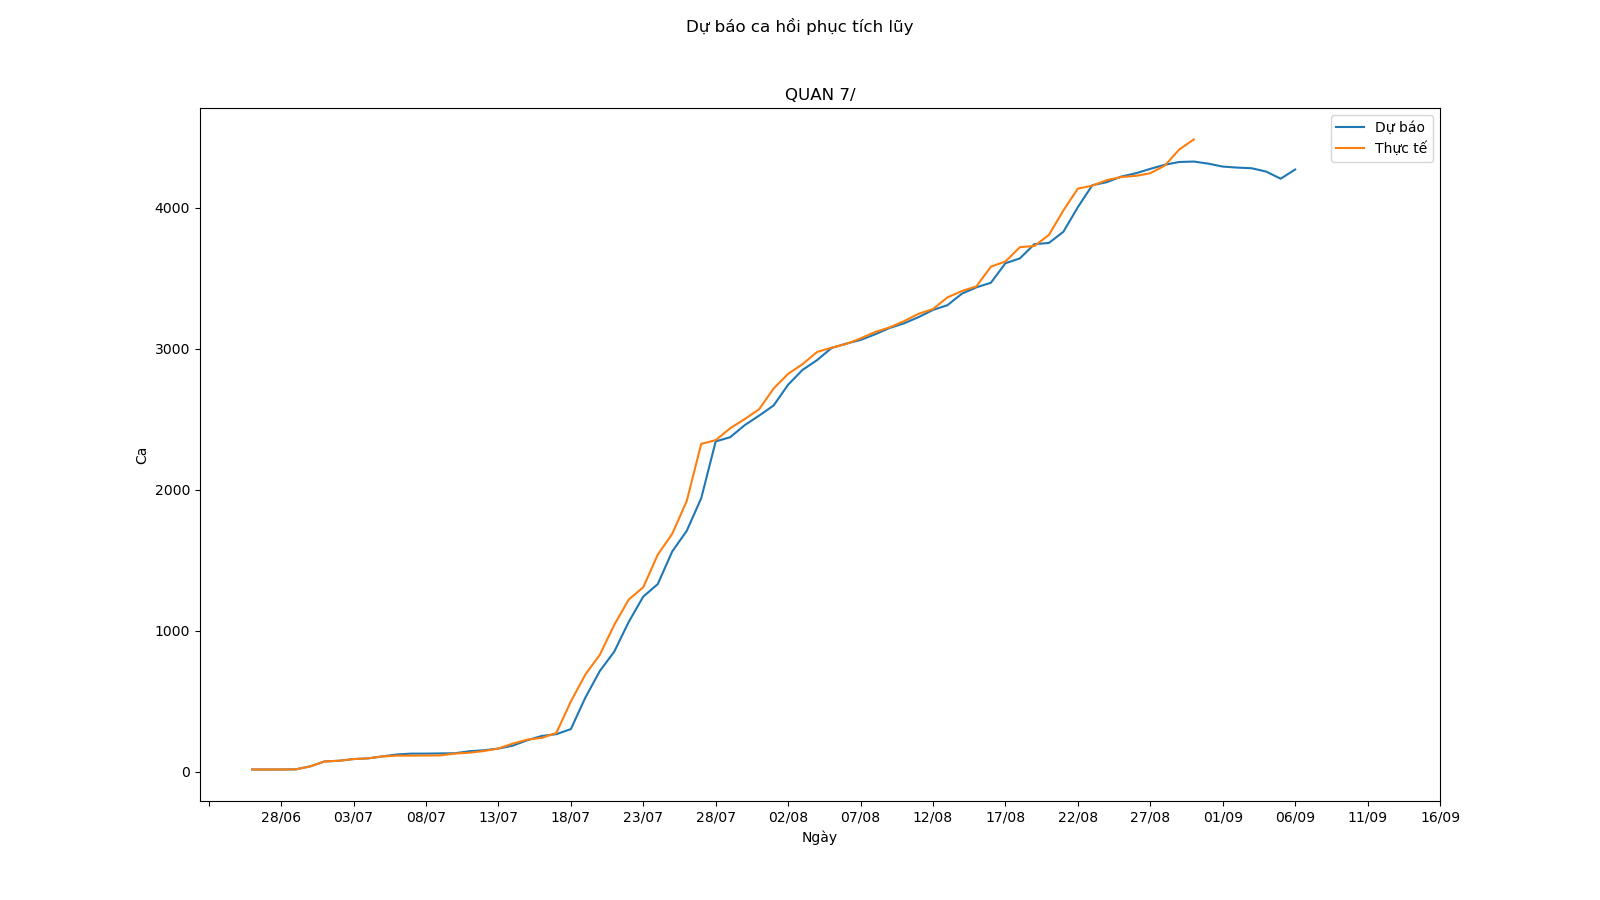 Dự báo ca hồi phục tích lũy
QUAN 7/
Dự báo
Thực tế
4000
3000
2000
1000
0
Ca
28/06 03/07 08/07 13/07 18/07 23/07 28/07 02/08 07/08 12/08 17/08 22/08 27/08 01/09 06/09 11/09 16/09
Ngày